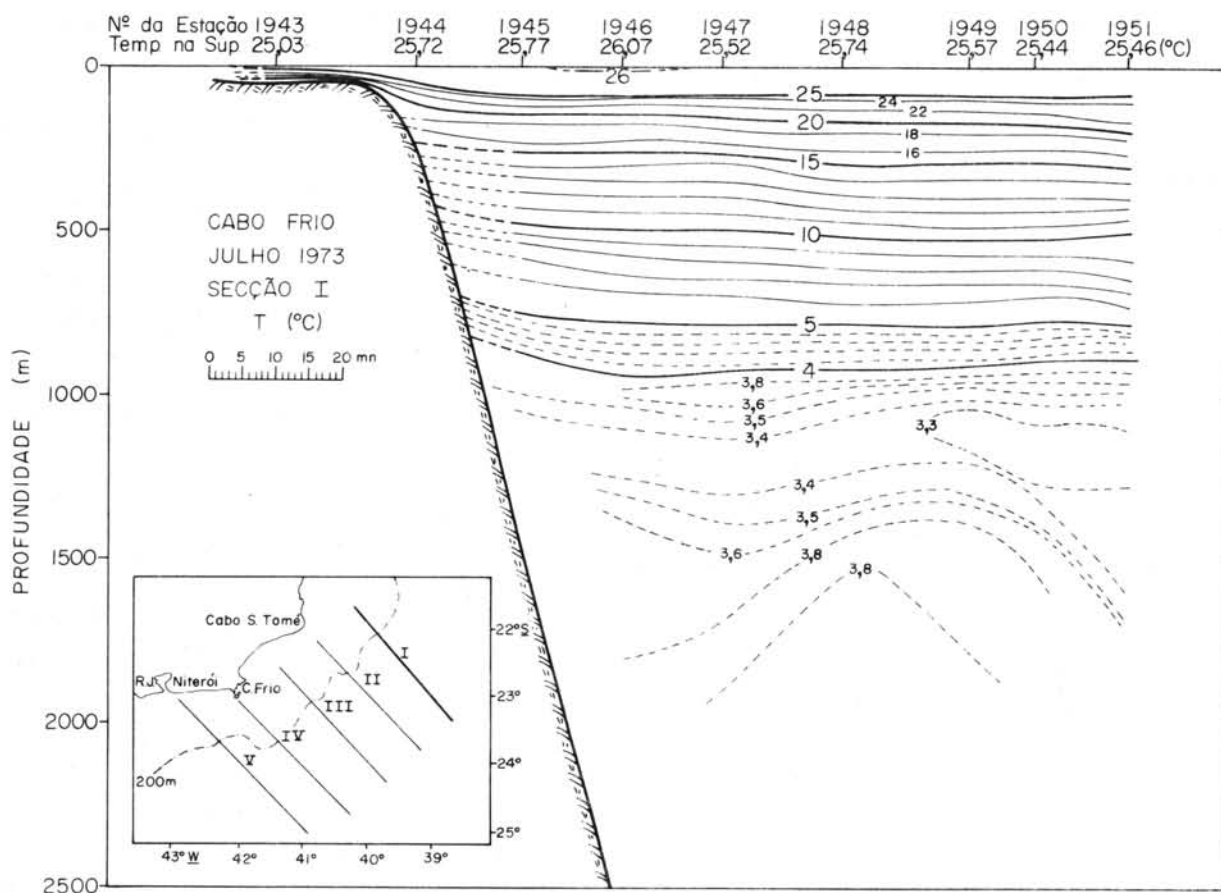 Nº da Estação 1943 1944 1945 1946 1947 1948 1949 1950 1951
Temp na Sup 25,03 25,72 25,77 26,07 25,52 25,74 25,57 25,44 25,46 (°C)
0
26
25
24
22
20
18
16
15
500
10
CABO FRIO
JULHO 1973
SECÇÃO I
T (°C)
0 5 10 15 20 mn
5
4
PROFUNDIDADE (m)
1000
3,8
3,6
3,5
3,4
3,3
3,4
3,5
3,6
3,8
3,8
1500
2000
2500
Cabo S. Tomé
22°S
I
R.J. Niterói
C. Frio
II
23°
III
IV
V
24°
200m
25°
43° W 42° 41° 40° 39°